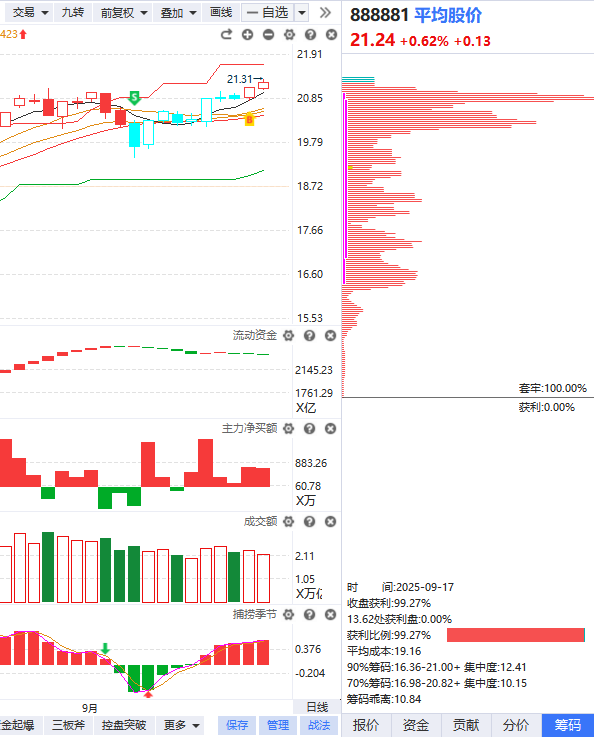 交易 九转 前复权 叠加 画线 一自选
423
21.91
21.31→
S
20.85
8
19.79
18.72
17.66
16.60
15.53
流动资金
2145.23
1761.29
X亿
主力净买额
883.26
60.78
X万
成交额
2.11
1.05
X万亿
捕捞季节
0.376
-0.204
9月 日线
金起爆 三板斧 控盘突破 更多 保存 管理 战法
888881 平均股价
21.24 +0.62% +0.13
套牢:100.00%
获利:0.00%
时 间:2025-09-17
收盘获利:99.27%
13.62处获利盘:0.00%
获利比例:99.27%
平均成本:19.16
90%筹码:16.36-21.00+ 集中度:12.41
70%筹码:16.98-20.82+ 集中度:10.15
筹码乖离:10.84
报价 资金 贡献 分价 筹码